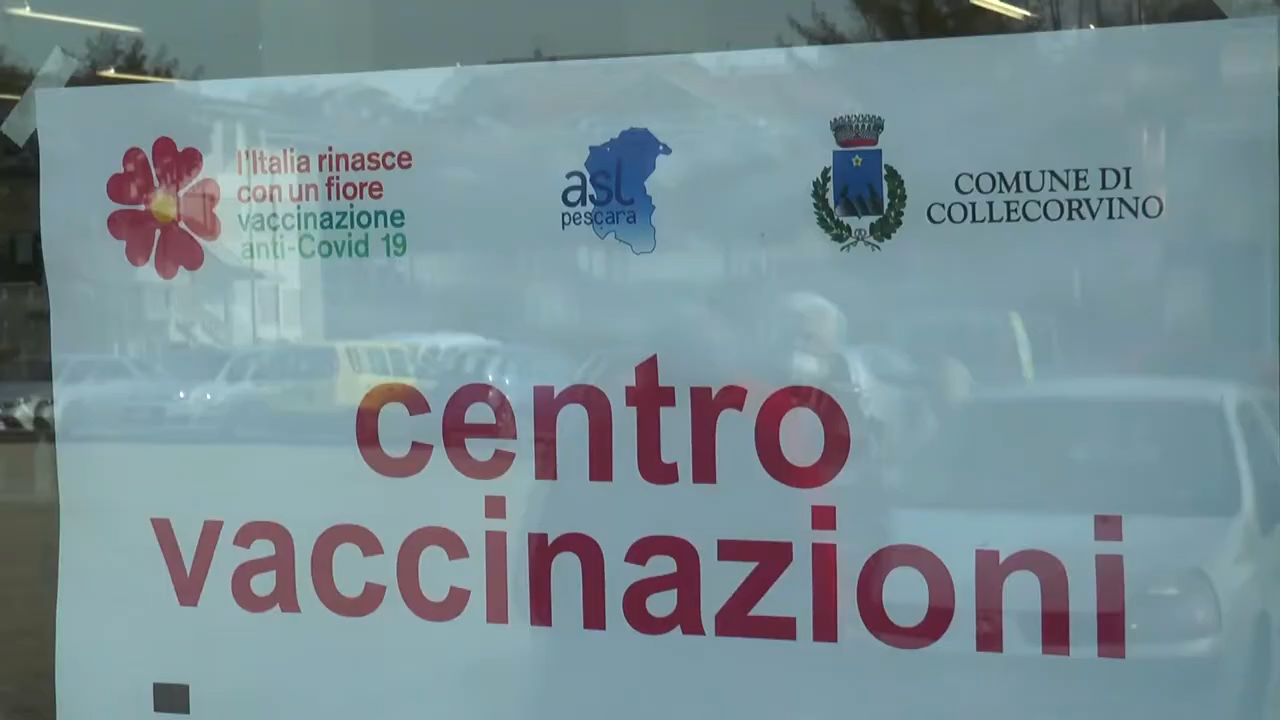 l'Italia rinasce
con un fiore
vaccinazione
anti-Covid 19
asl
pescara
COMUNE DI
COLLECORVINO
centro
vaccinazioni